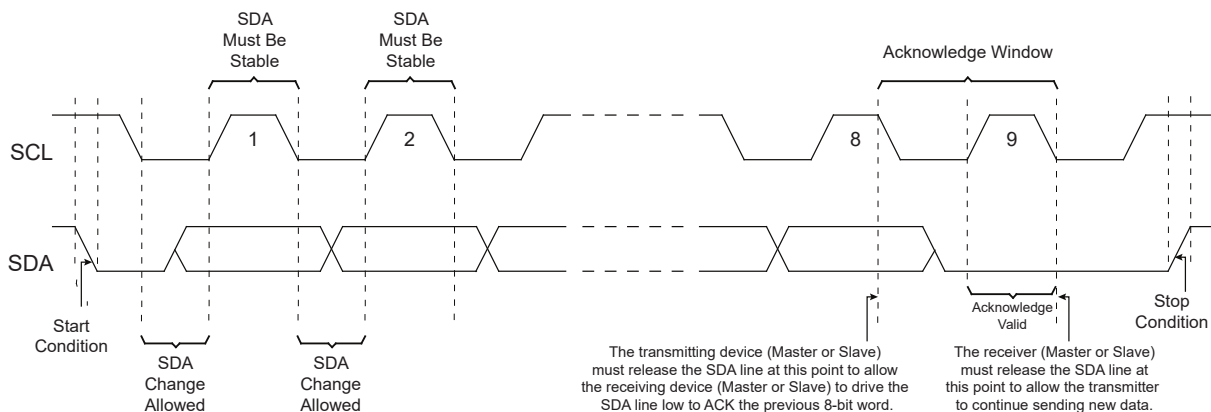 SDA
Must Be
Stable
SDA
Must Be
Stable
Acknowledge Window
SCL
1
2
8
9
SDA
Start
Condition
SDA
Change
Allowed
SDA
Change
Allowed
The transmitting device (Master or Slave)
must release the SDA line at this point to allow
the receiving device (Master or Slave) to drive the
SDA line low to ACK the previous 8-bit word.
Acknowledge
Valid
The receiver (Master or Slave)
must release the SDA line at
this point to allow the transmitter
to continue sending new data.
Stop
Condition